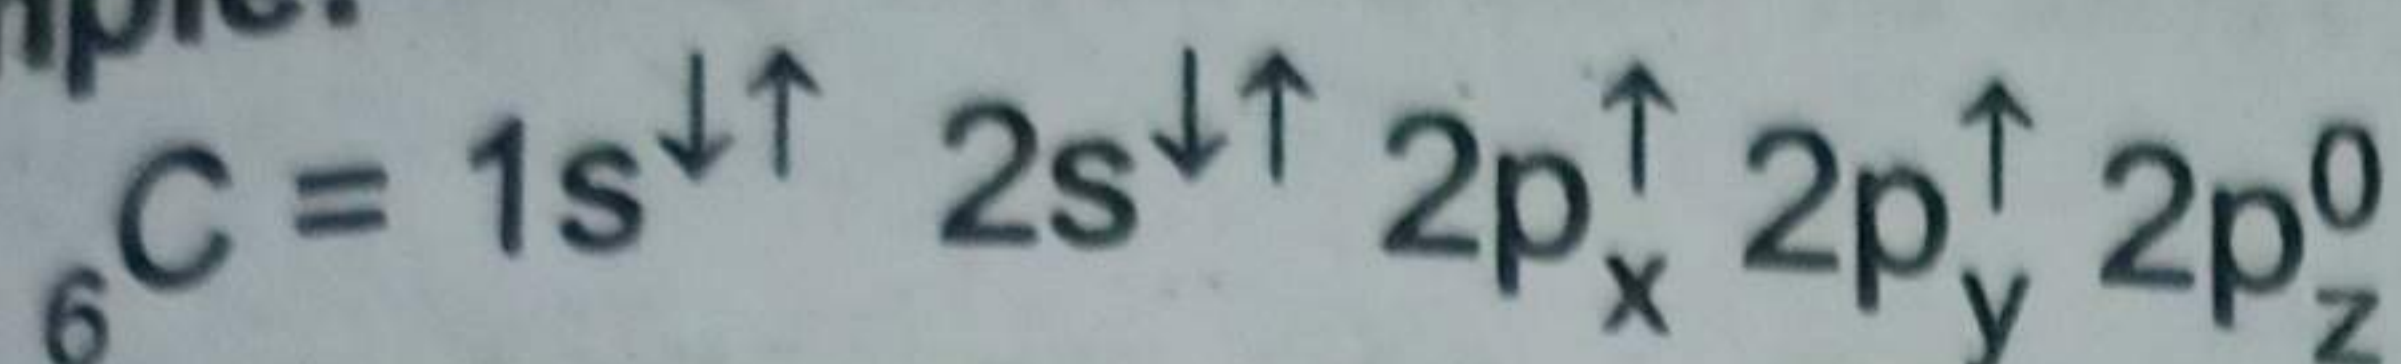 ₆C = 1s↓↑ 2s↓↑ 2pₓ↑ 2p_y↑ 2p_z⁰